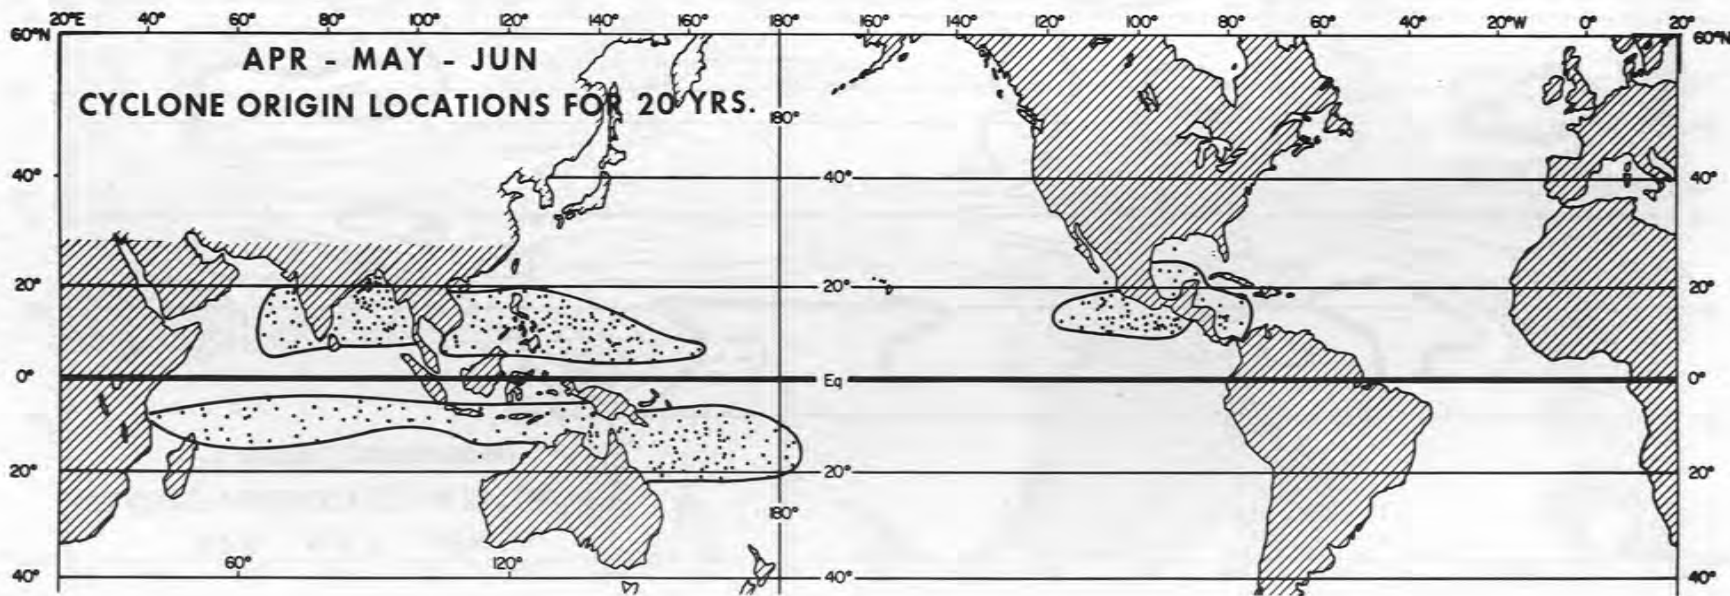 20°E 40° 60° 80° 100° 120° 140° 160° 160° 140° 120° 100° 80° 60° 40° 20°W 0° 20°
60°N 60°N
APR - MAY - JUN
CYCLONE ORIGIN LOCATIONS FOR 20 YRS.
180°
40° 40° 40°
20° 20° 20°
0° Eq 0°
20° 20° 20°
180°
60° 120°
40° 40° 40°